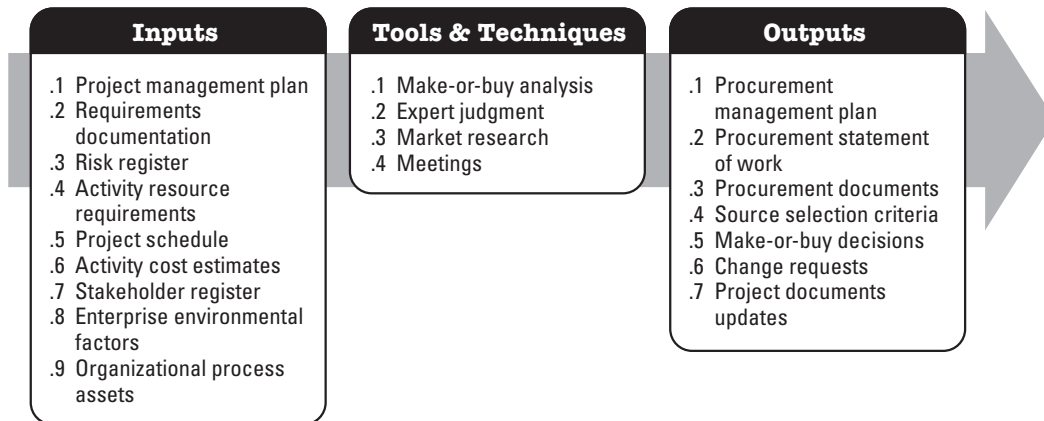 Inputs
.1 Project management plan
.2 Requirements
documentation
.3 Risk register
.4 Activity resource
requirements
.5 Project schedule
.6 Activity cost estimates
.7 Stakeholder register
.8 Enterprise environmental
factors
.9 Organizational process
assets
Tools & Techniques
.1 Make-or-buy analysis
.2 Expert judgment
.3 Market research
.4 Meetings
Outputs
.1 Procurement
management plan
.2 Procurement statement
of work
.3 Procurement documents
.4 Source selection criteria
.5 Make-or-buy decisions
.6 Change requests
.7 Project documents
updates